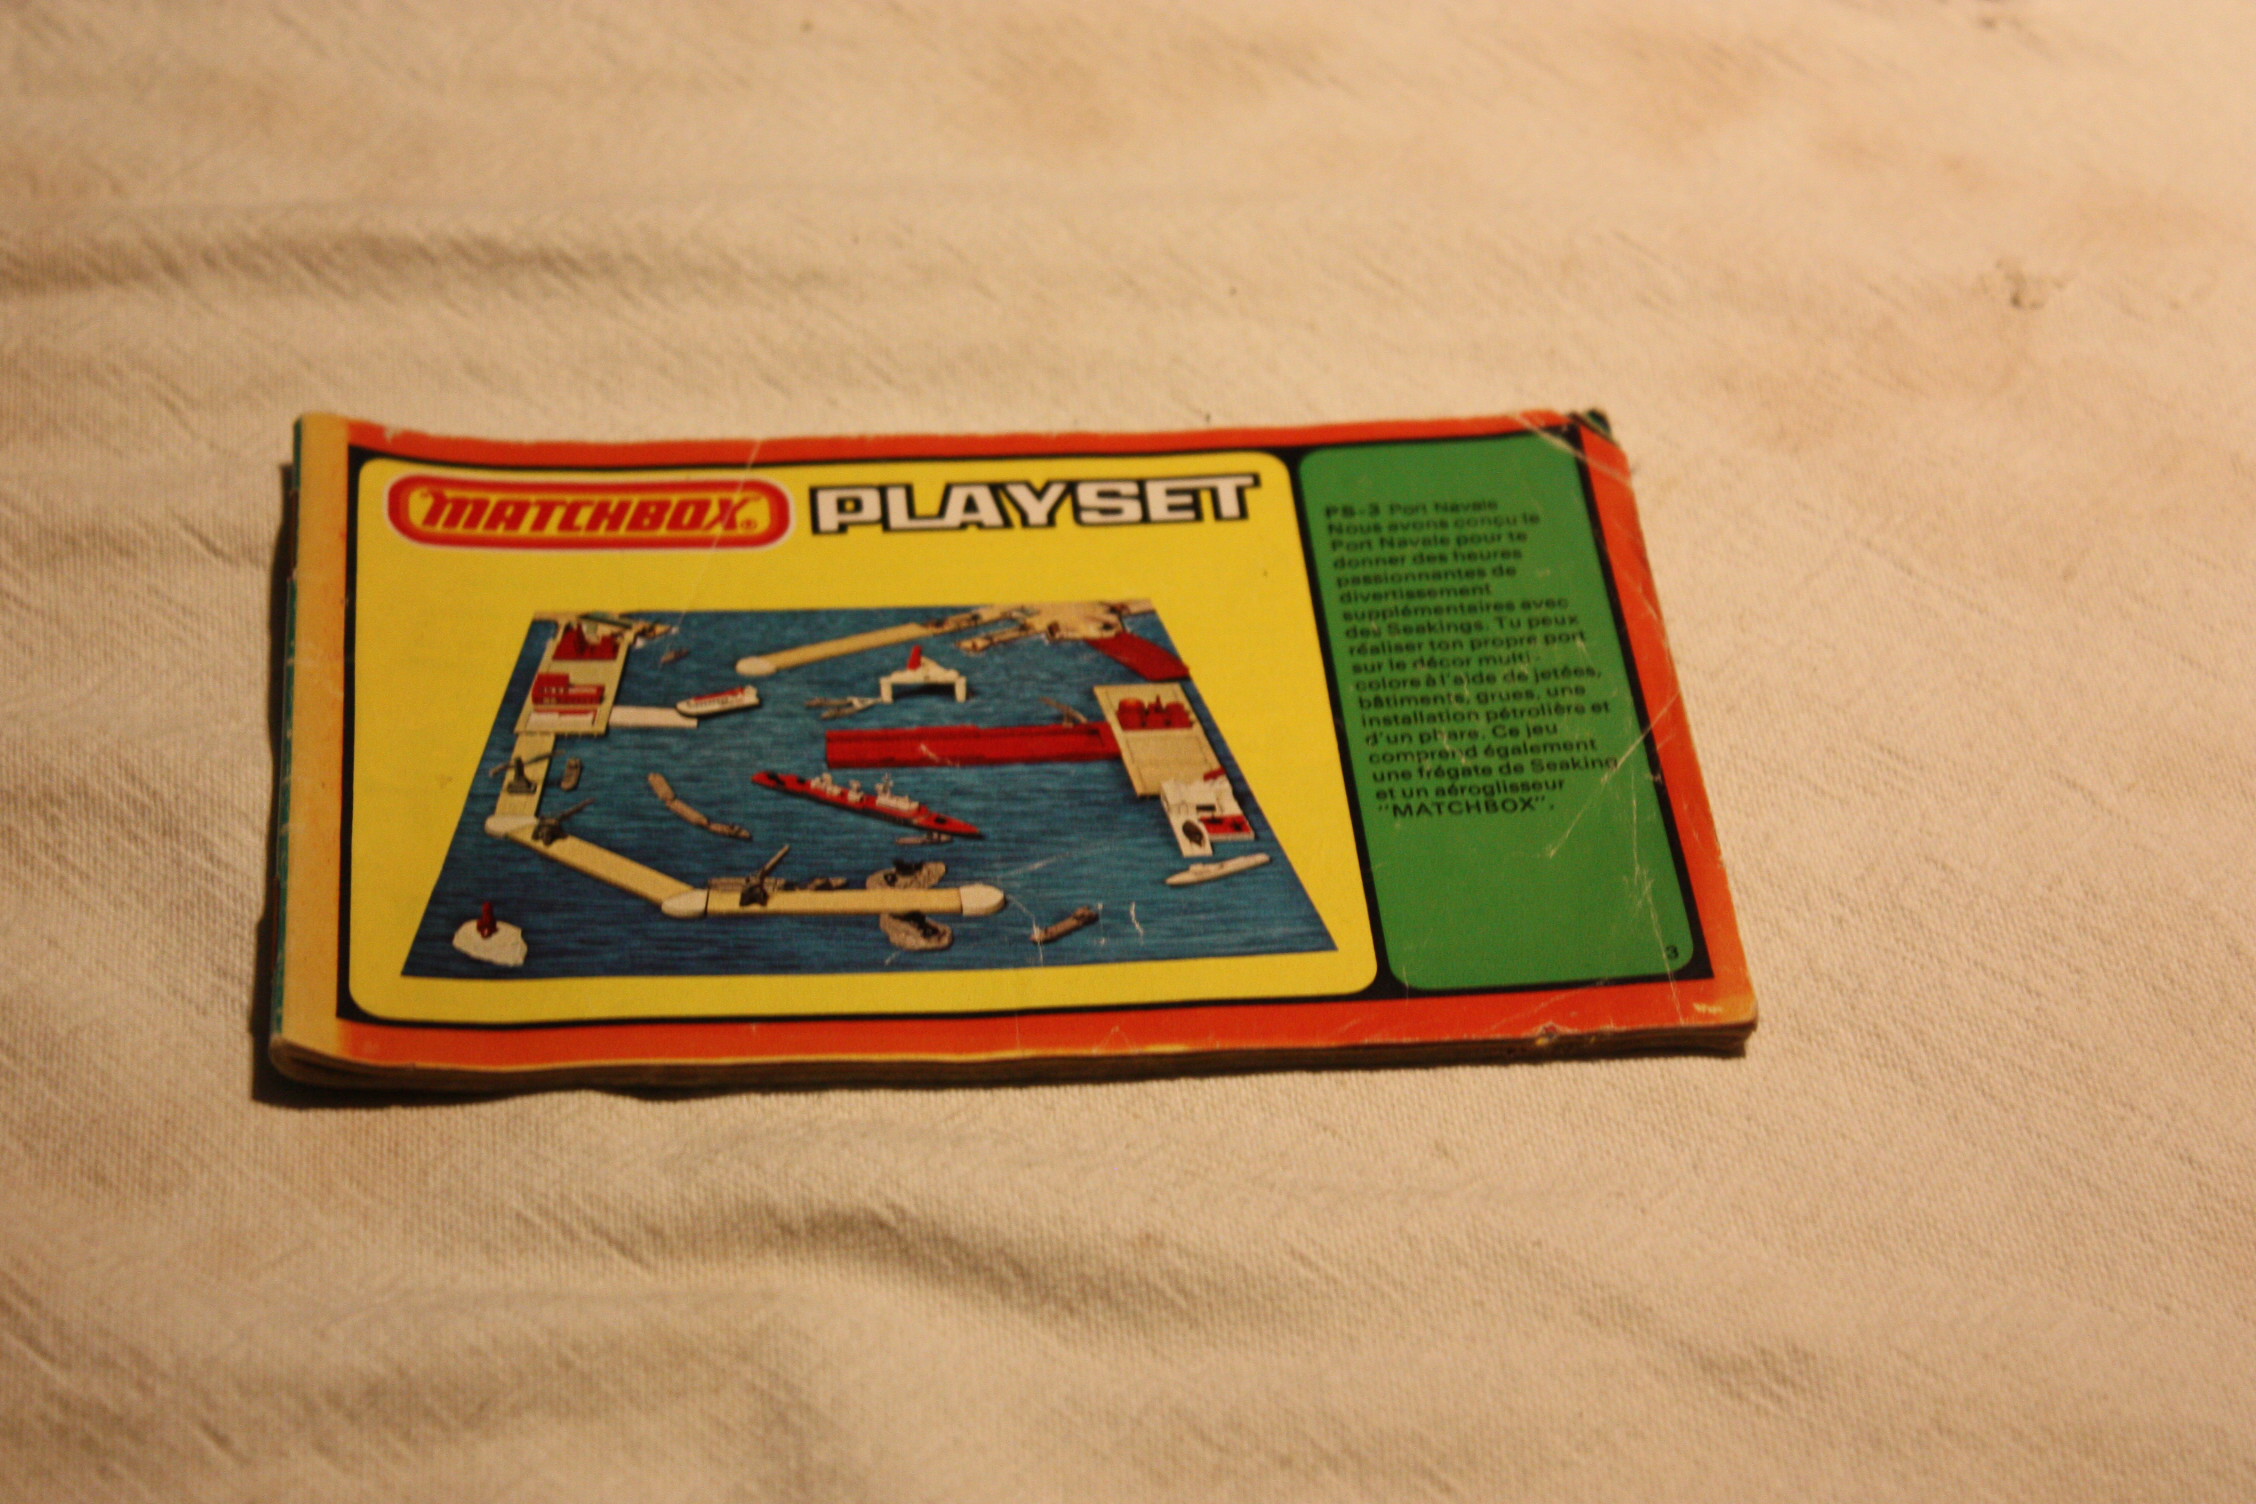 MATCHBOX®
PLAYSET
PS-3 Port Navale
Nous avons conçu le
Port Navale pour te
donner des heures
passionnantes de
divertissement
supplémentaires avec
des Seakings. Tu peux
réaliser ton propre port
sur le décor multi-
colore à l'aide de jetées,
bâtiments, grues, une
installation pétrolière et
d'un phare. Ce jeu
comprend également
une frégate de Seaking
et un aéroglisseur
"MATCHBOX".
3